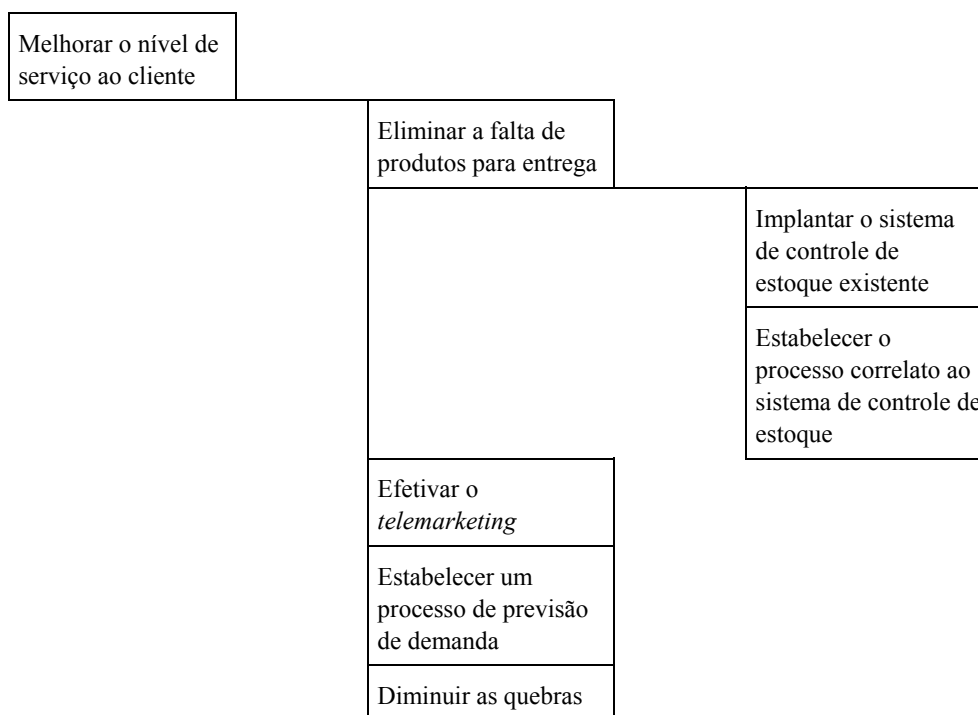 Melhorar o nível de
serviço ao cliente
Eliminar a falta de
produtos para entrega
Implantar o sistema
de controle de
estoque existente
Estabelecer o
processo correlato ao
sistema de controle de
estoque
Efetivar o
telemarketing
Estabelecer um
processo de previsão
de demanda
Diminuir as quebras